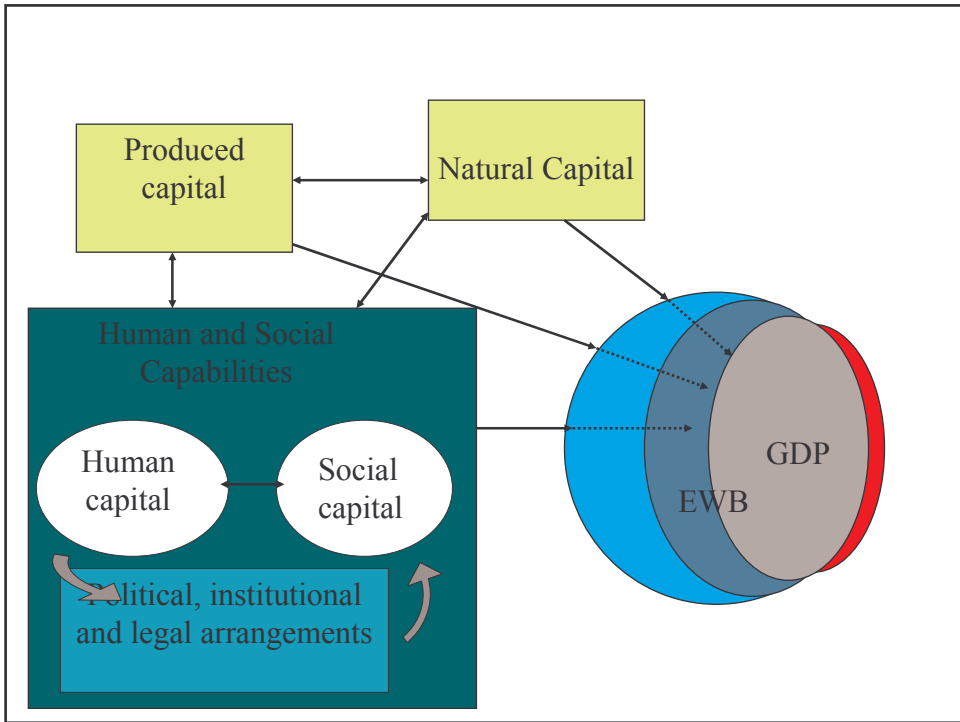 Produced
capital
Natural Capital
Human and Social
Capabilities
Human
capital
Social
capital
Political, institutional
and legal arrangements
GDP
EWB